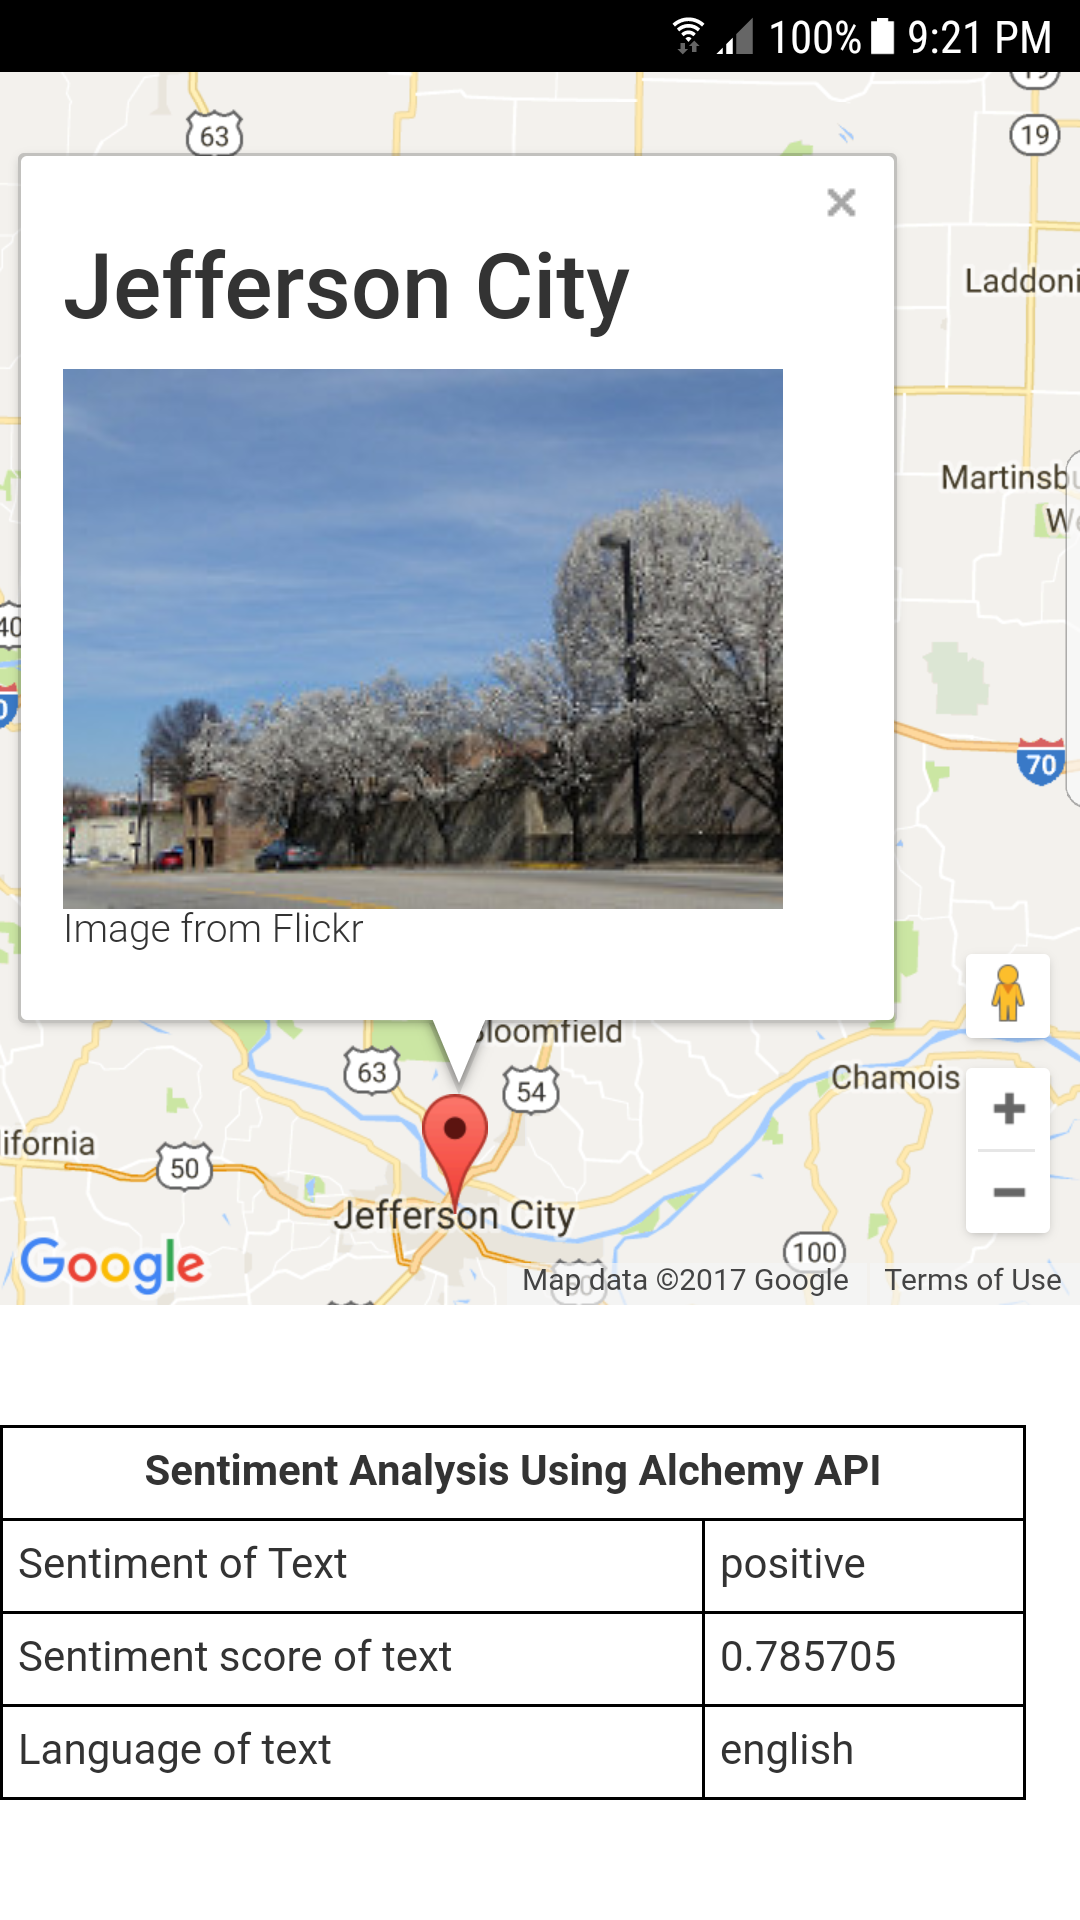 100% 9:21 PM
63
19
19
Jefferson City
Laddoni
Martinsb
W
40
70
Image from Flickr
Bloomfield
63
54
Chamois
ifornia
50
Jefferson City
100
Google
Map data ©2017 Google Terms of Use
Sentiment Analysis Using Alchemy API
Sentiment of Text positive
Sentiment score of text 0.785705
Language of text english